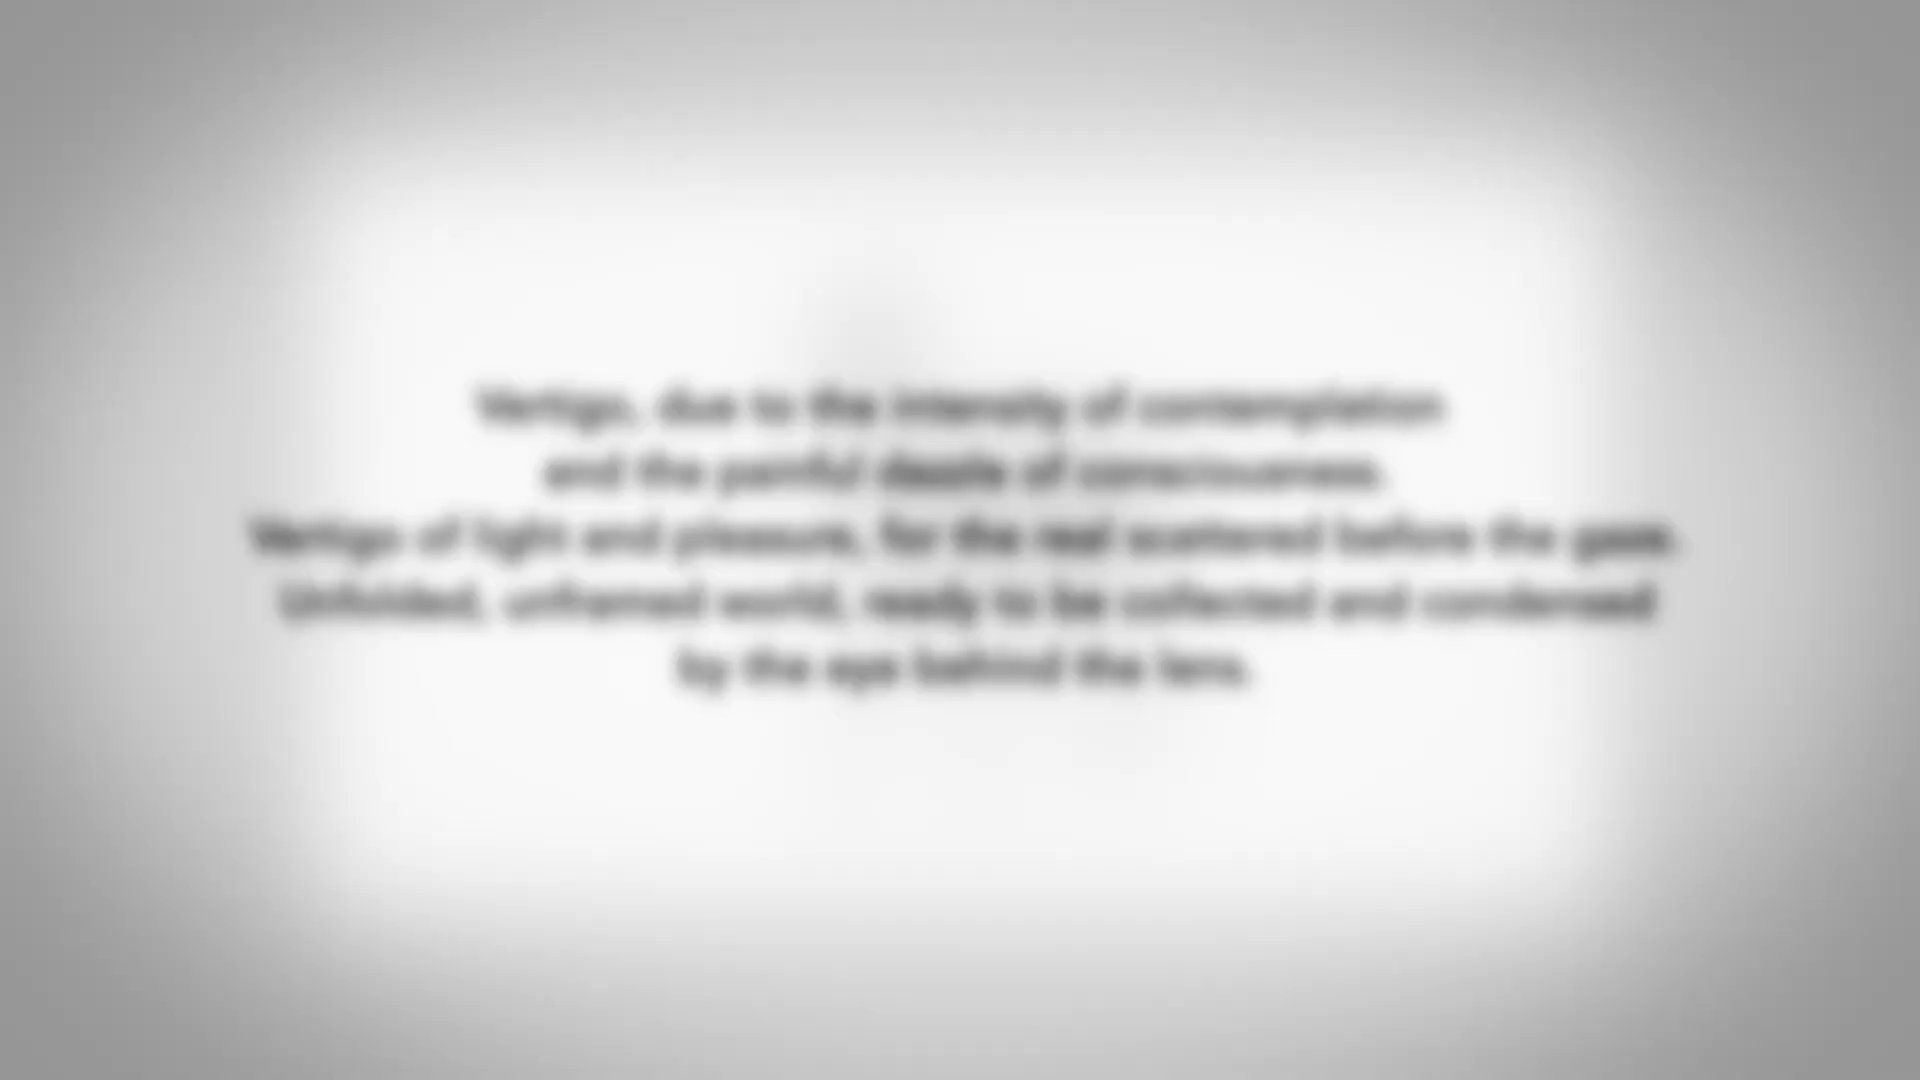 Vertigo, due to the intensity of contemplation
and the painful dazzle of consciousness.
Vertigo of light and pleasure, for the real scattered before the gaze.
Unfolded, unframed world, ready to be collected and condensed
by the eye behind the lens.